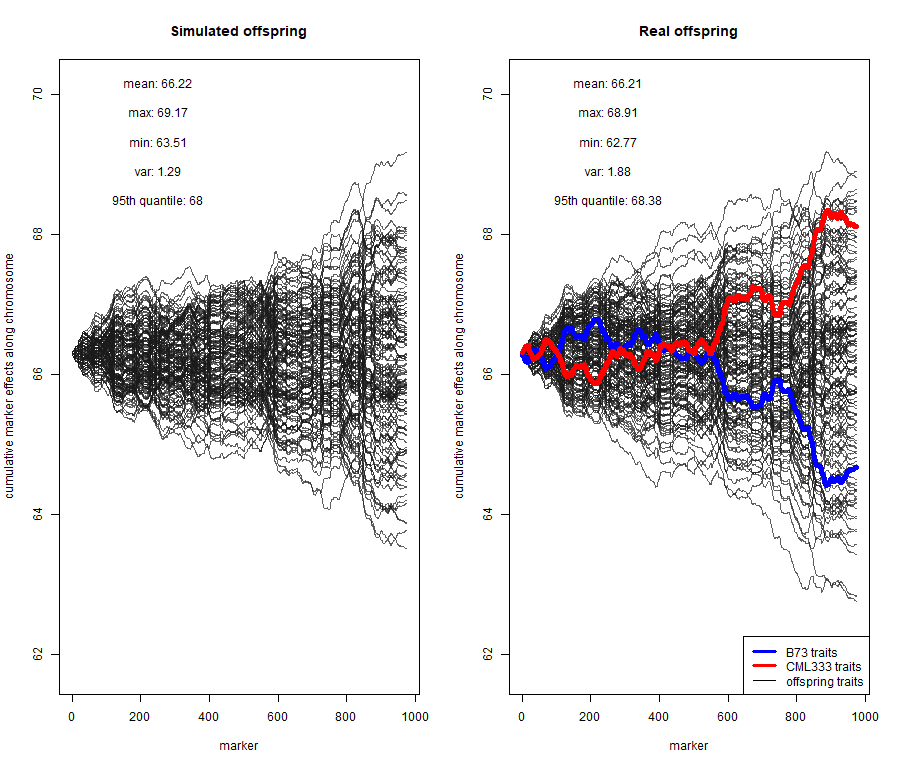 Simulated offspring
mean: 66.22
max: 69.17
min: 63.51
var: 1.29
95th quantile: 68
cumulative marker effects along chromosome
70
68
66
64
62
0 200 400 600 800 1000
marker
Real offspring
mean: 66.21
max: 68.91
min: 62.77
var: 1.88
95th quantile: 68.38
cumulative marker effects along chromosome
70
68
66
64
62
B73 traits
CML333 traits
offspring traits
0 200 400 600 800 1000
marker